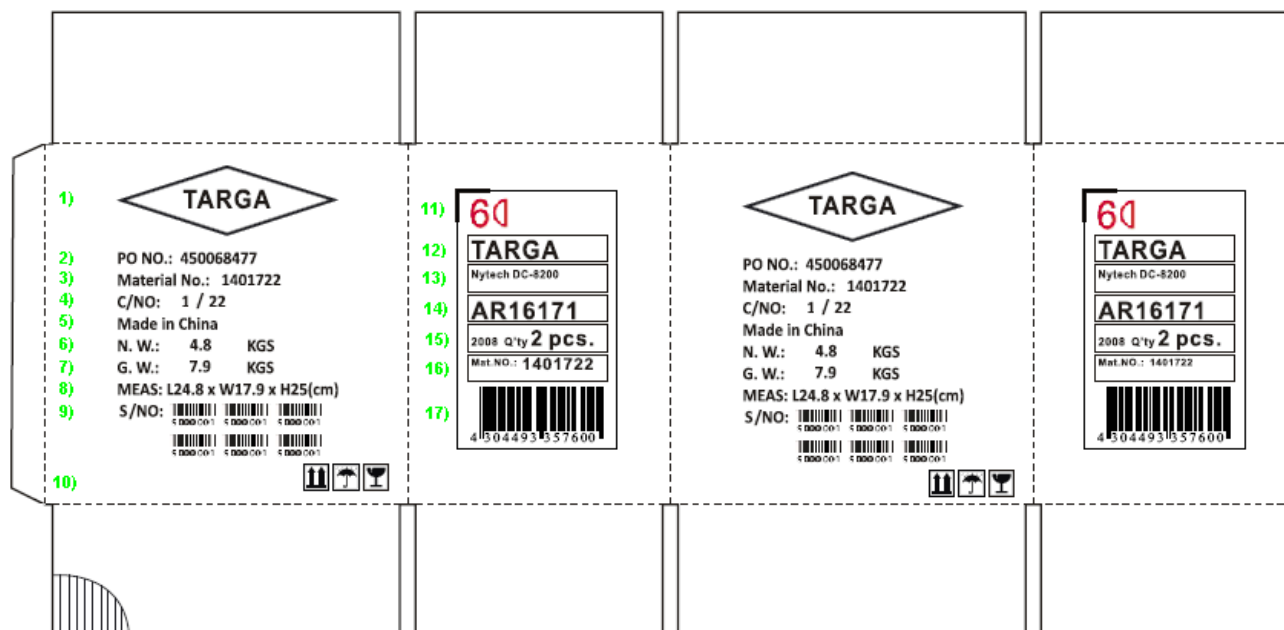 1)
TARGA
2)
PO NO.: 450068477
3)
Material No.: 1401722
4)
C/NO: 1 / 22
5)
Made in China
6)
N. W.: 4.8 KGS
7)
G. W.: 7.9 KGS
8)
MEAS: L24.8 x W17.9 x H25(cm)
9)
S/NO:
10)
11)
6
12)
TARGA
13)
Nytech DC-8200
14)
AR16171
15)
2008 Q'ty 2 pcs.
16)
Mat.NO.: 1401722
17)
4 304493 357600
TARGA
PO NO.: 450068477
Material No.: 1401722
C/NO: 1 / 22
Made in China
N. W.: 4.8 KGS
G. W.: 7.9 KGS
MEAS: L24.8 x W17.9 x H25(cm)
S/NO:
6
TARGA
Nytech DC-8200
AR16171
2008 Q'ty 2 pcs.
Mat.NO.: 1401722
4 304493 357600